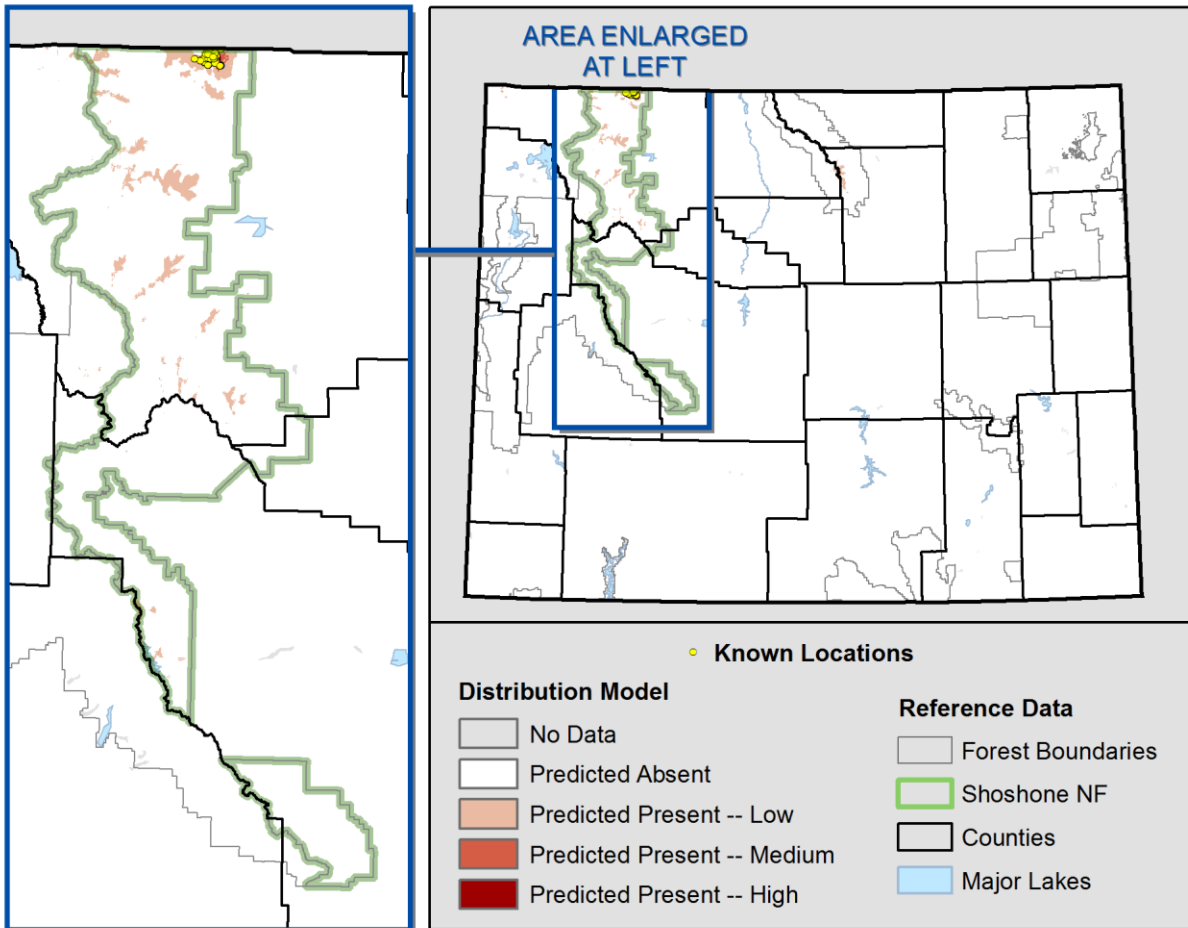 AREA ENLARGED
AT LEFT
Known Locations
Distribution Model
No Data
Predicted Absent
Predicted Present -- Low
Predicted Present -- Medium
Predicted Present -- High
Reference Data
Forest Boundaries
Shoshone NF
Counties
Major Lakes